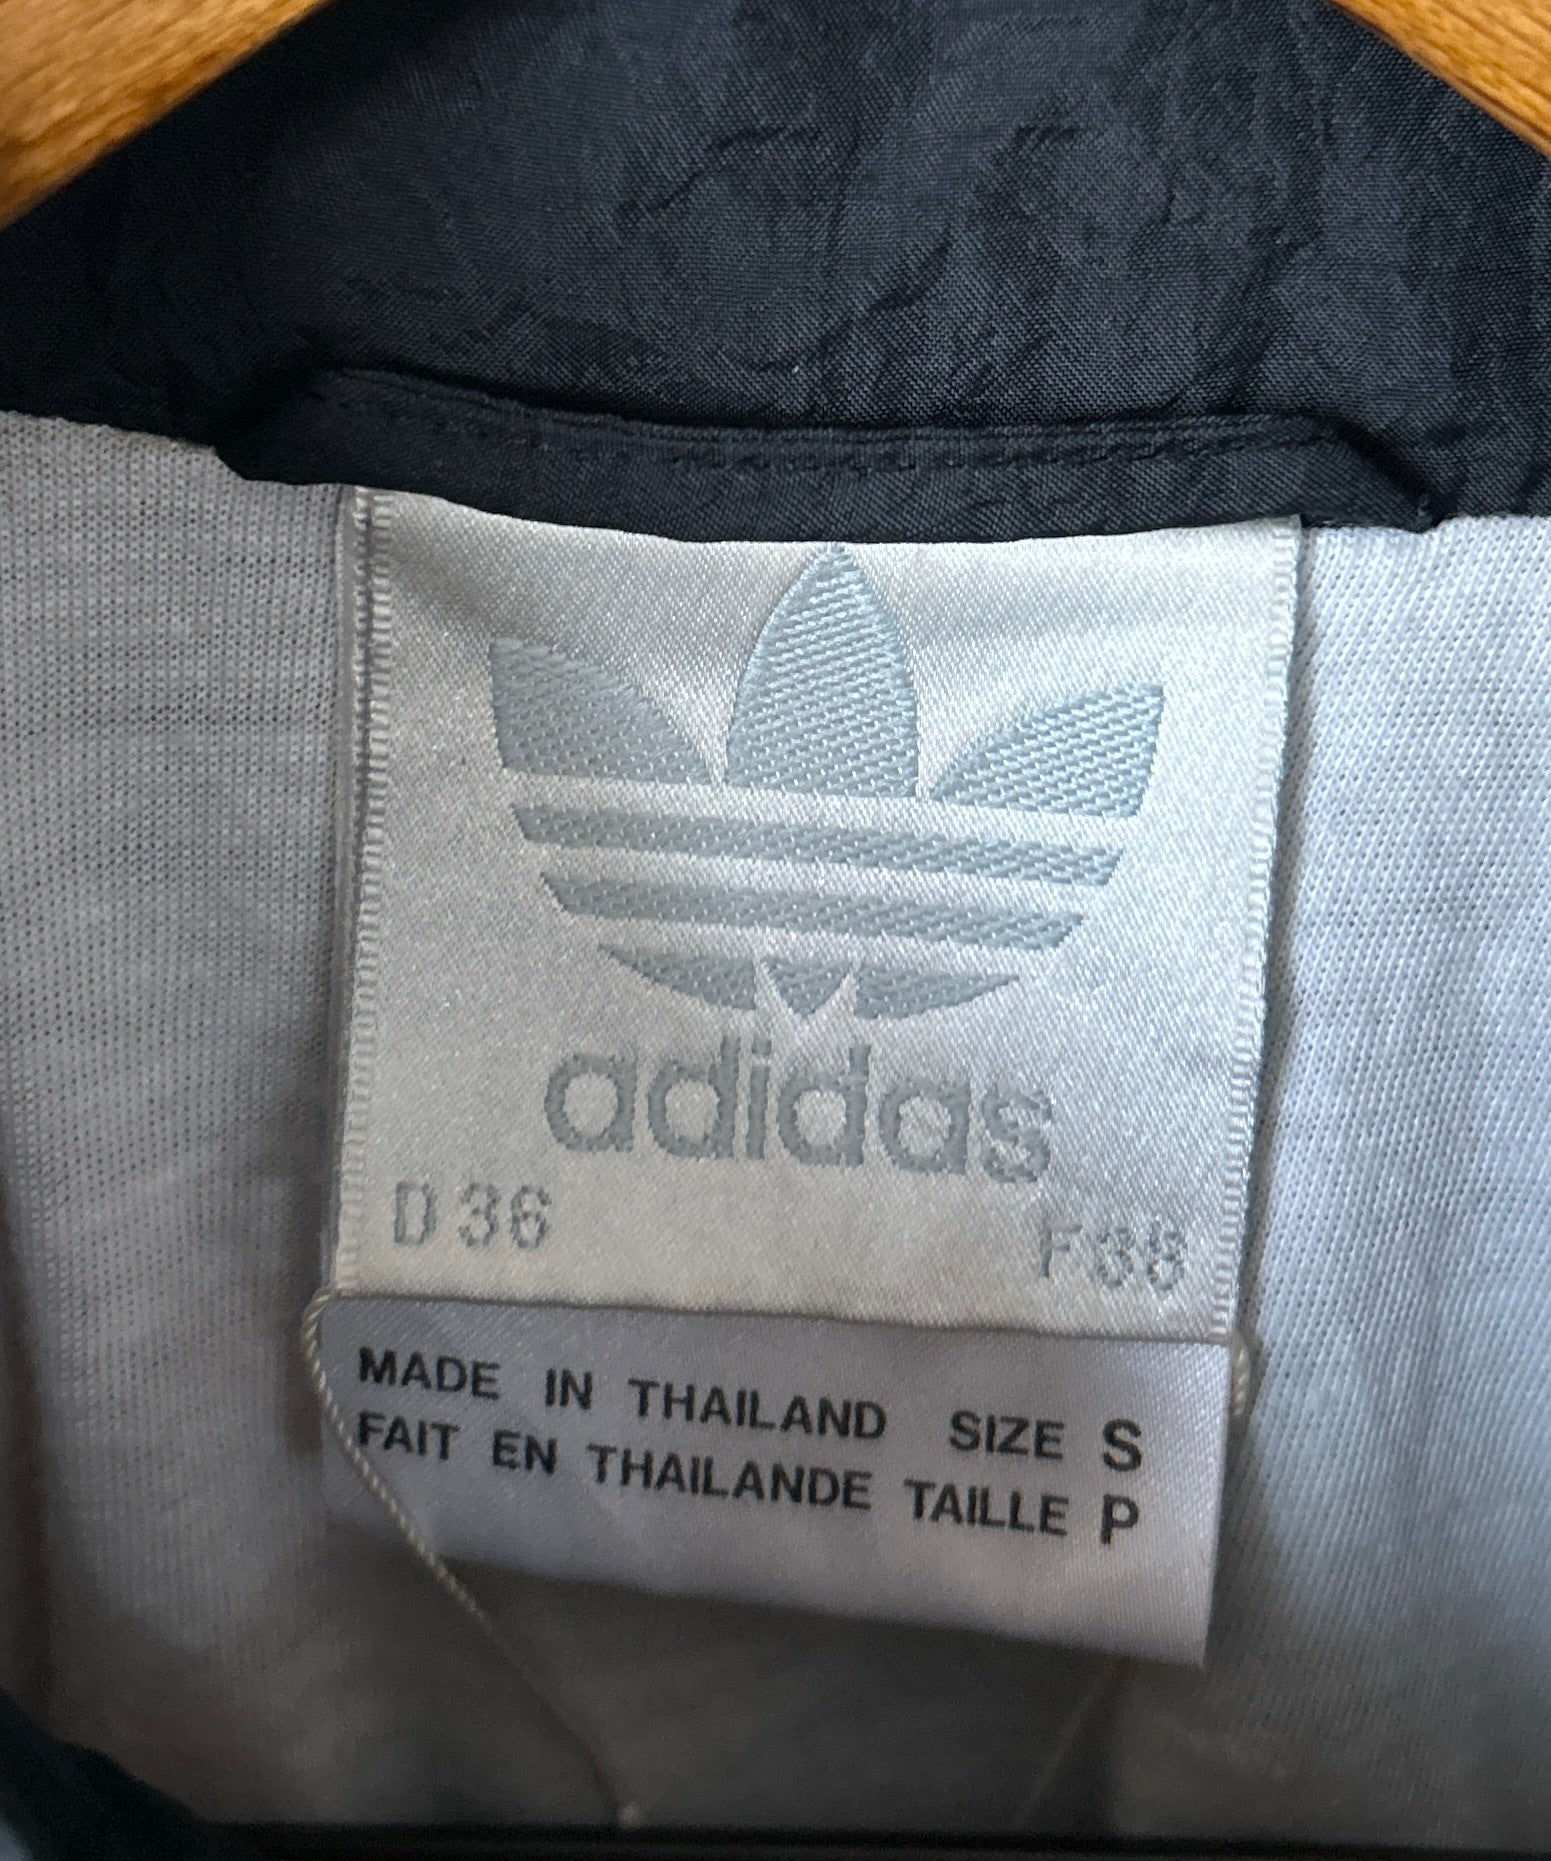 adidas
D 36 F 38
MADE IN THAILAND SIZE S
FAIT EN THAILANDE TAILLE P